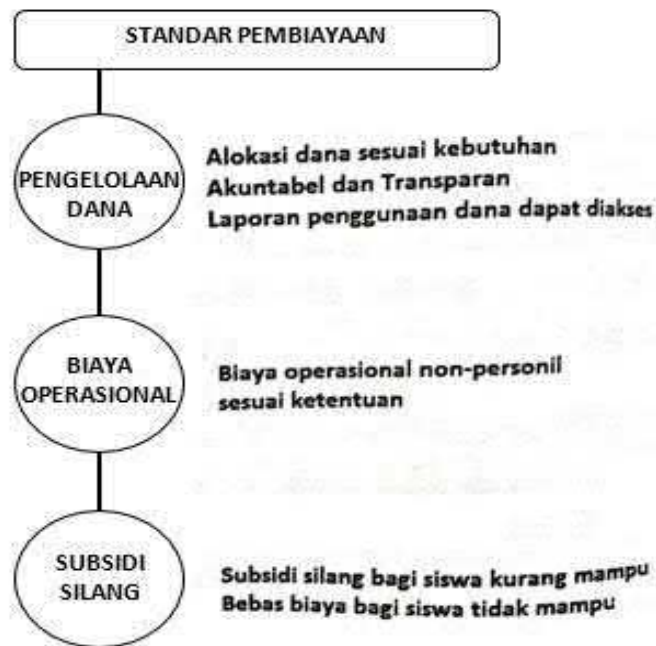 STANDAR PEMBIAYAAN
PENGELOLAAN
DANA
Alokasi dana sesuai kebutuhan
Akuntabel dan Transparan
Laporan penggunaan dana dapat diakses
BIAYA
OPERASIONAL
Biaya operasional non-personil
sesuai ketentuan
SUBSIDI
SILANG
Subsidi silang bagi siswa kurang mampu
Bebas biaya bagi siswa tidak mampu